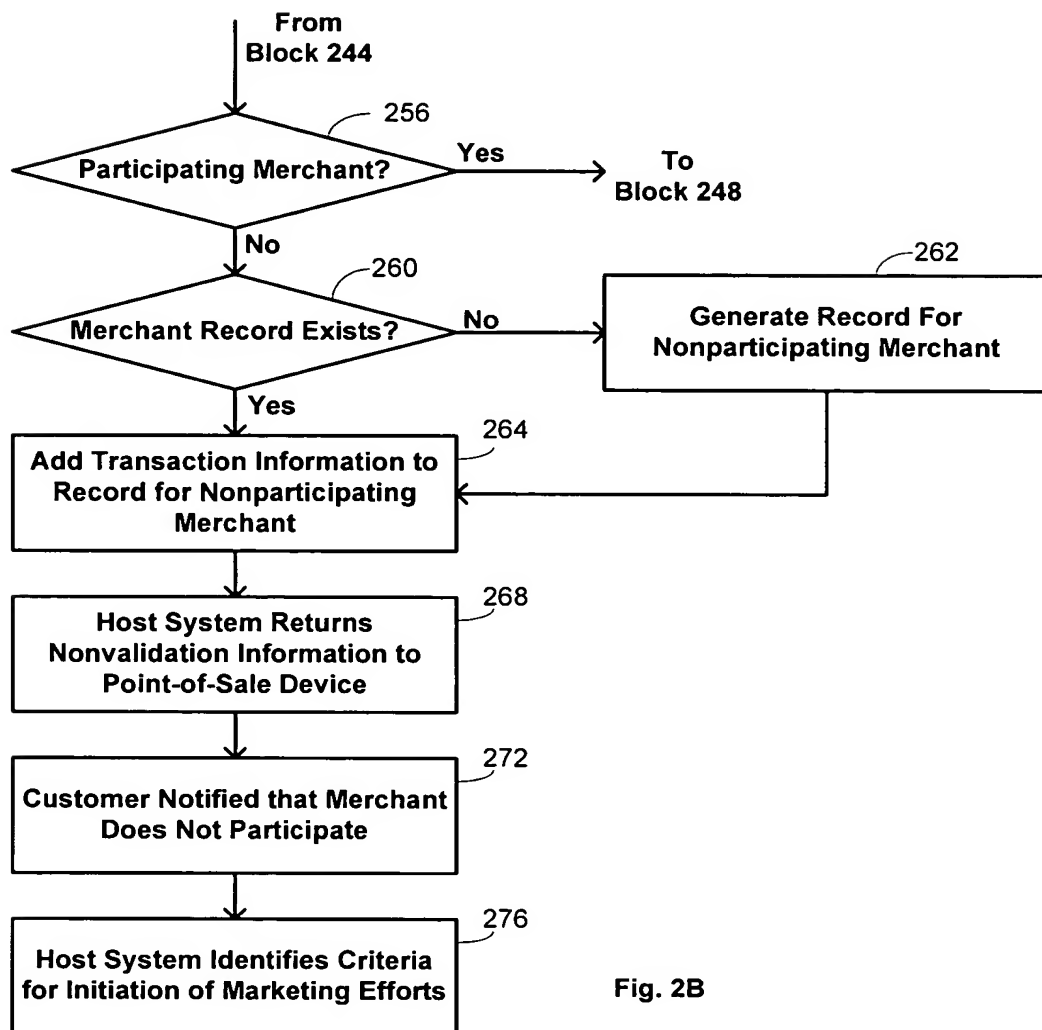 From
Block 244
256
Participating Merchant?
Yes
To
Block 248
No
260
Merchant Record Exists?
No
262
Generate Record For
Nonparticipating Merchant
Yes
264
Add Transaction Information to
Record for Nonparticipating
Merchant
268
Host System Returns
Nonvalidation Information to
Point-of-Sale Device
272
Customer Notified that Merchant
Does Not Participate
276
Host System Identifies Criteria
for Initiation of Marketing Efforts
Fig. 2B